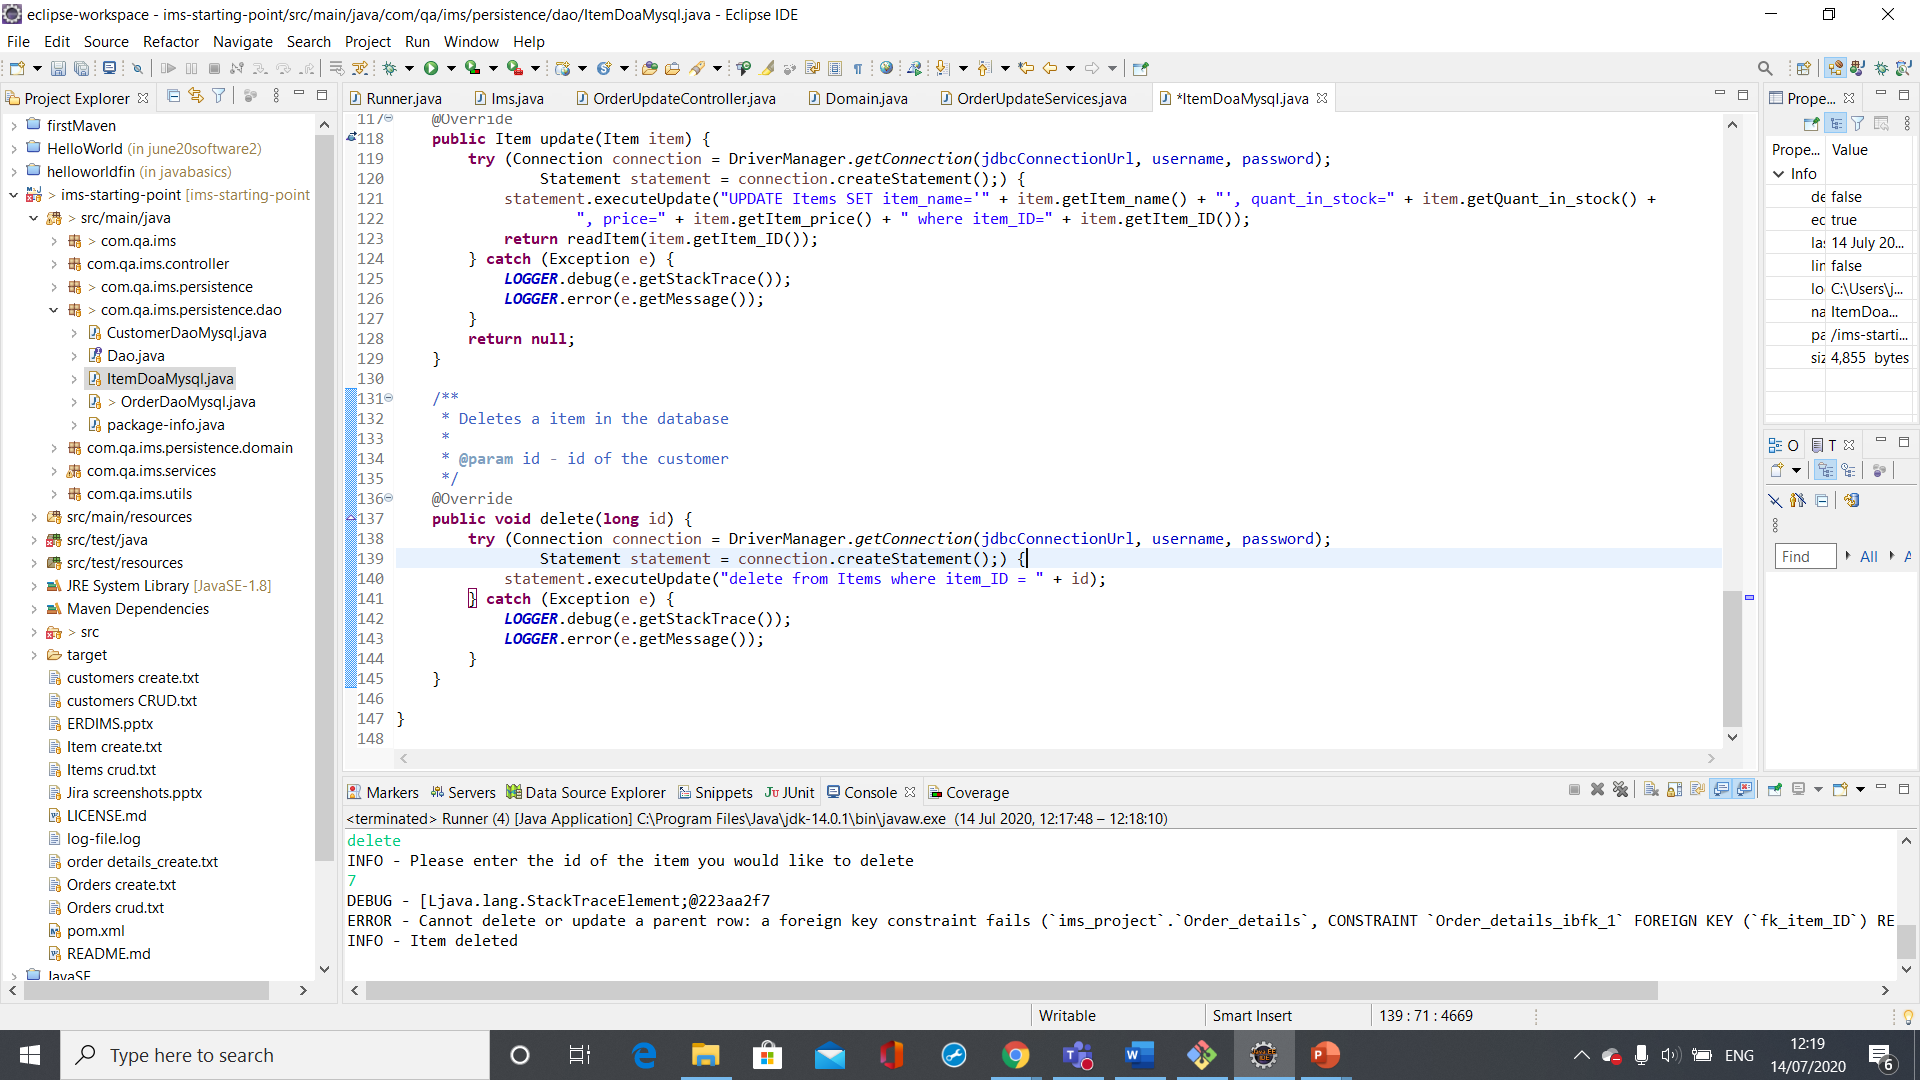 eclipse-workspace - ims-starting-point/src/main/java/com/qa/ims/persistence/dao/ItemDoaMysql.java - Eclipse IDE
File Edit Source Refactor Navigate Search Project Run Window Help
Project Explorer
firstMaven
HelloWorld (in june20software2)
helloworldfin (in javabasics)
> ims-starting-point [ims-starting-point
> src/main/java
> com.qa.ims
com.qa.ims.controller
> com.qa.ims.persistence
> com.qa.ims.persistence.dao
CustomerDaoMysql.java
Dao.java
ItemDoaMysql.java
> OrderDaoMysql.java
package-info.java
com.qa.ims.persistence.domain
com.qa.ims.services
com.qa.ims.utils
src/main/resources
src/test/java
src/test/resources
JRE System Library [JavaSE-1.8]
Maven Dependencies
> src
target
customers create.txt
customers CRUD.txt
ERDIMS.pptx
Item create.txt
Items crud.txt
Jira screenshots.pptx
LICENSE.md
log-file.log
order details_create.txt
Orders create.txt
Orders crud.txt
pom.xml
README.md
JavaSE
Runner.java Ims.java OrderUpdateController.java Domain.java OrderUpdateServices.java *ItemDoaMysql.java
117 @Override
118 public Item update(Item item) {
119 try (Connection connection = DriverManager.getConnection(jdbcConnectionUrl, username, password);
120 Statement statement = connection.createStatement();) {
121 statement.executeUpdate("UPDATE Items SET item_name='" + item.getItem_name() + "', quant_in_stock=" + item.getQuant_in_stock() +
122 ", price=" + item.getItem_price() + " where item_ID=" + item.getItem_ID());
123 return readItem(item.getItem_ID());
124 } catch (Exception e) {
125 LOGGER.debug(e.getStackTrace());
126 LOGGER.error(e.getMessage());
127 }
128 return null;
129 }
130
131 /**
132 * Deletes a item in the database
133 *
134 * @param id - id of the customer
135 */
136 @Override
137 public void delete(long id) {
138 try (Connection connection = DriverManager.getConnection(jdbcConnectionUrl, username, password);
139 Statement statement = connection.createStatement();) {
140 statement.executeUpdate("delete from Items where item_ID = " + id);
141 } catch (Exception e) {
142 LOGGER.debug(e.getStackTrace());
143 LOGGER.error(e.getMessage());
144 }
145 }
146
147 }
148
Prope...
Prope... Value
Info
de false
ec true
la: 14 July 20...
lir false
lo C:\Users\j...
na ItemDoa...
pa /ims-starti...
siz 4,855 bytes
O T
Find All A
Markers Servers Data Source Explorer Snippets JUnit Console Coverage
<terminated> Runner (4) [Java Application] C:\Program Files\Java\jdk-14.0.1\bin\javaw.exe (14 Jul 2020, 12:17:48 – 12:18:10)
delete
INFO - Please enter the id of the item you would like to delete
7
DEBUG - [Ljava.lang.StackTraceElement;@223aa2f7
ERROR - Cannot delete or update a parent row: a foreign key constraint fails (`ims_project`.`Order_details`, CONSTRAINT `Order_details_ibfk_1` FOREIGN KEY (`fk_item_ID`) RE
INFO - Item deleted
Writable Smart Insert 139 : 71 : 4669
Type here to search
ENG
12:19
14/07/2020
6